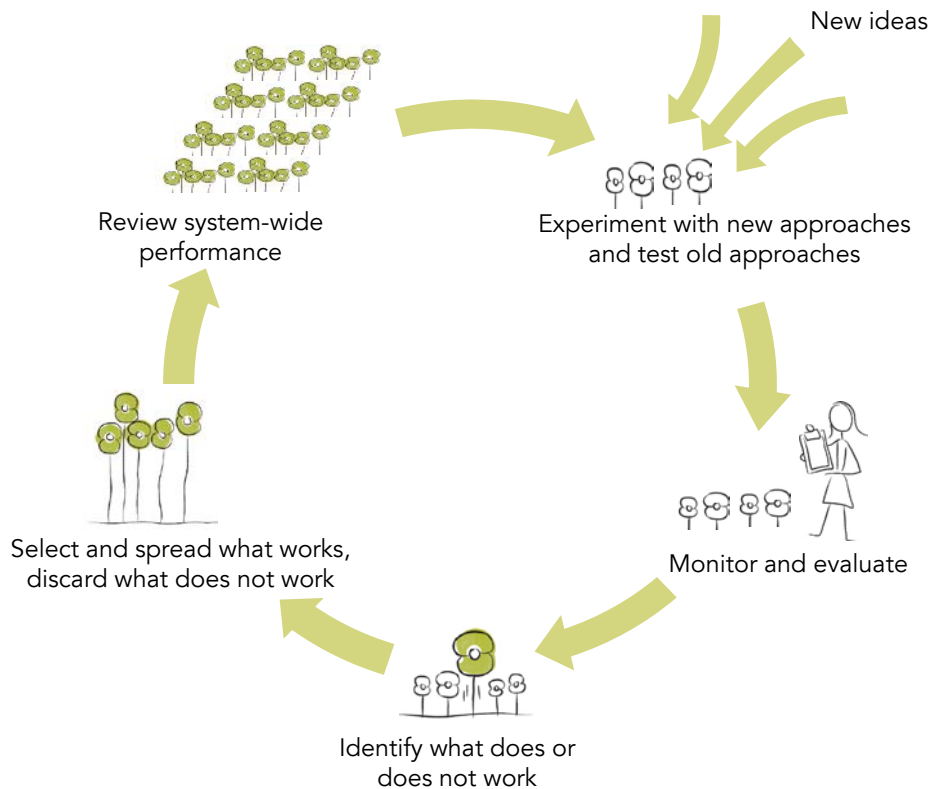 New ideas
Review system-wide
performance
Experiment with new approaches
and test old approaches
Select and spread what works,
discard what does not work
Monitor and evaluate
Identify what does or
does not work